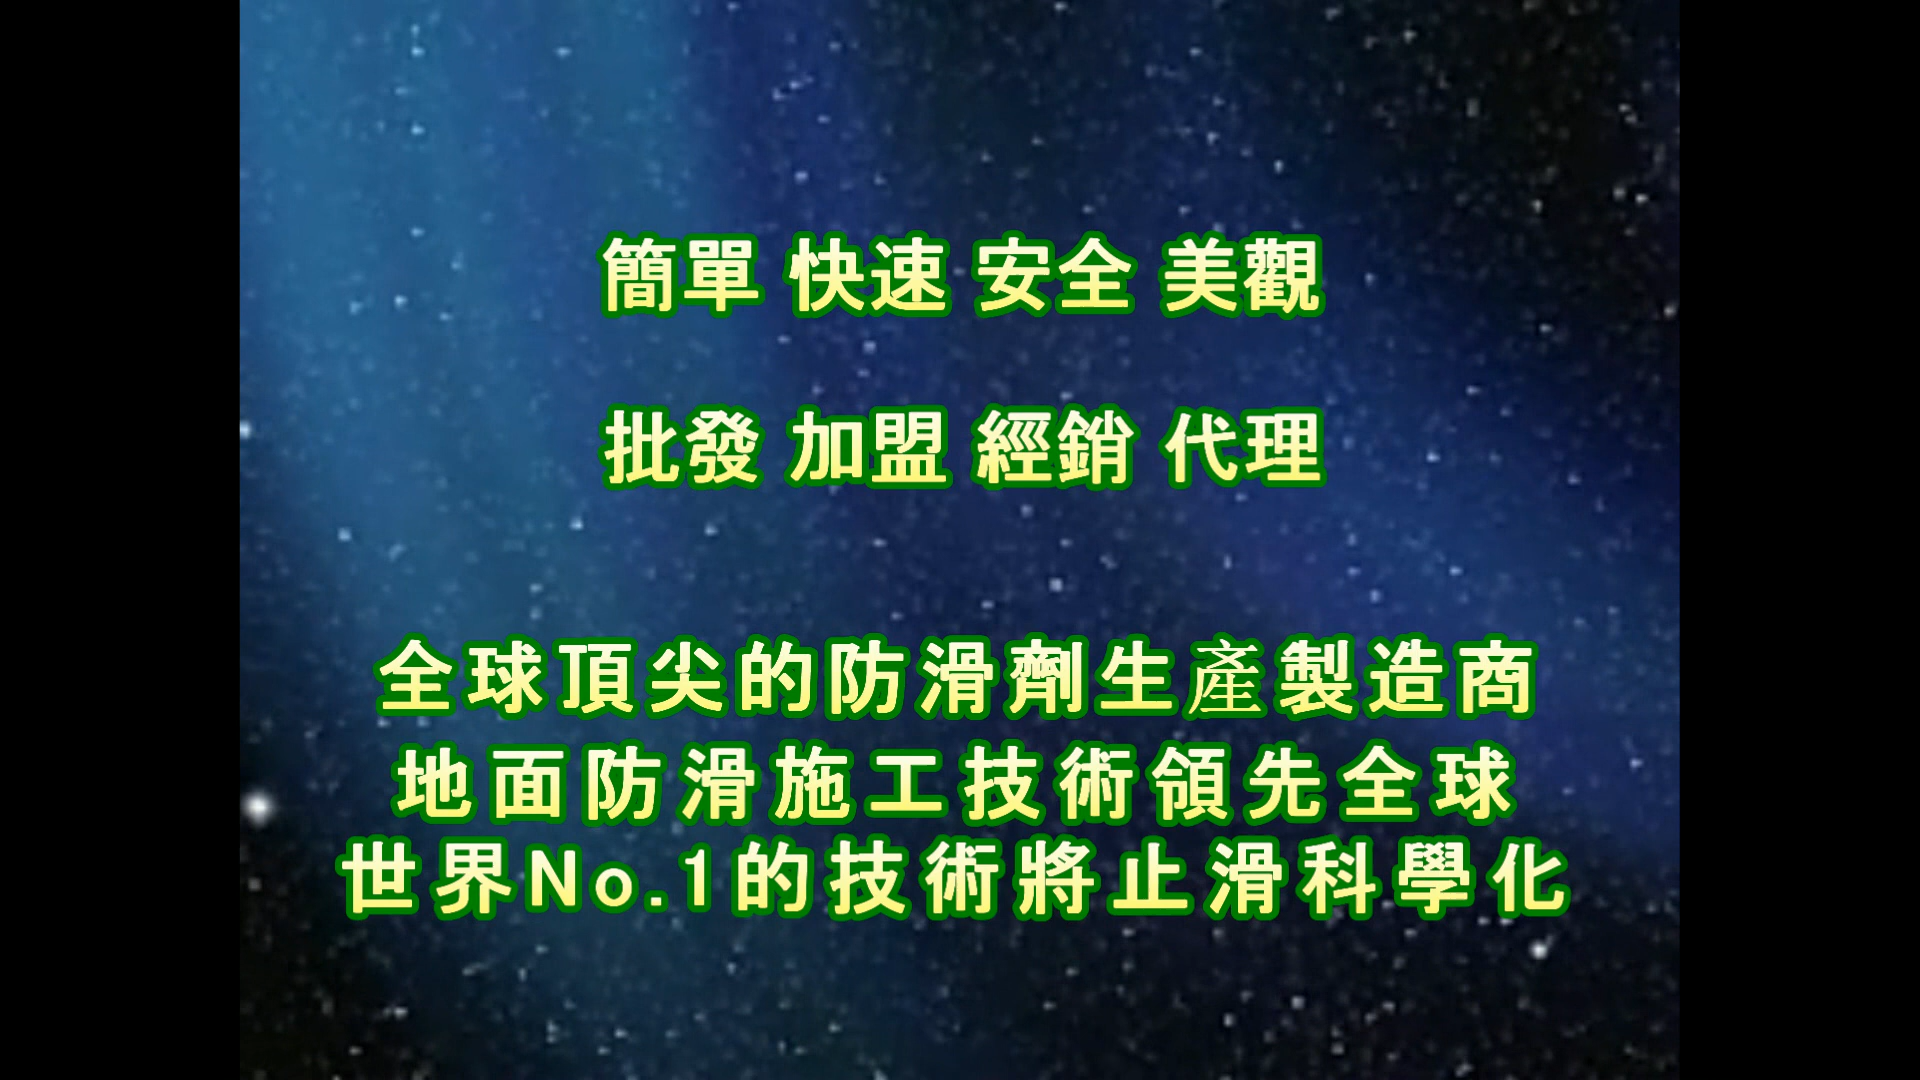 簡單 快速 安全 美觀
批發 加盟 經銷 代理
全球頂尖的防滑劑生產製造商
地面防滑施工技術領先全球
世界No.1的技術將止滑科學化